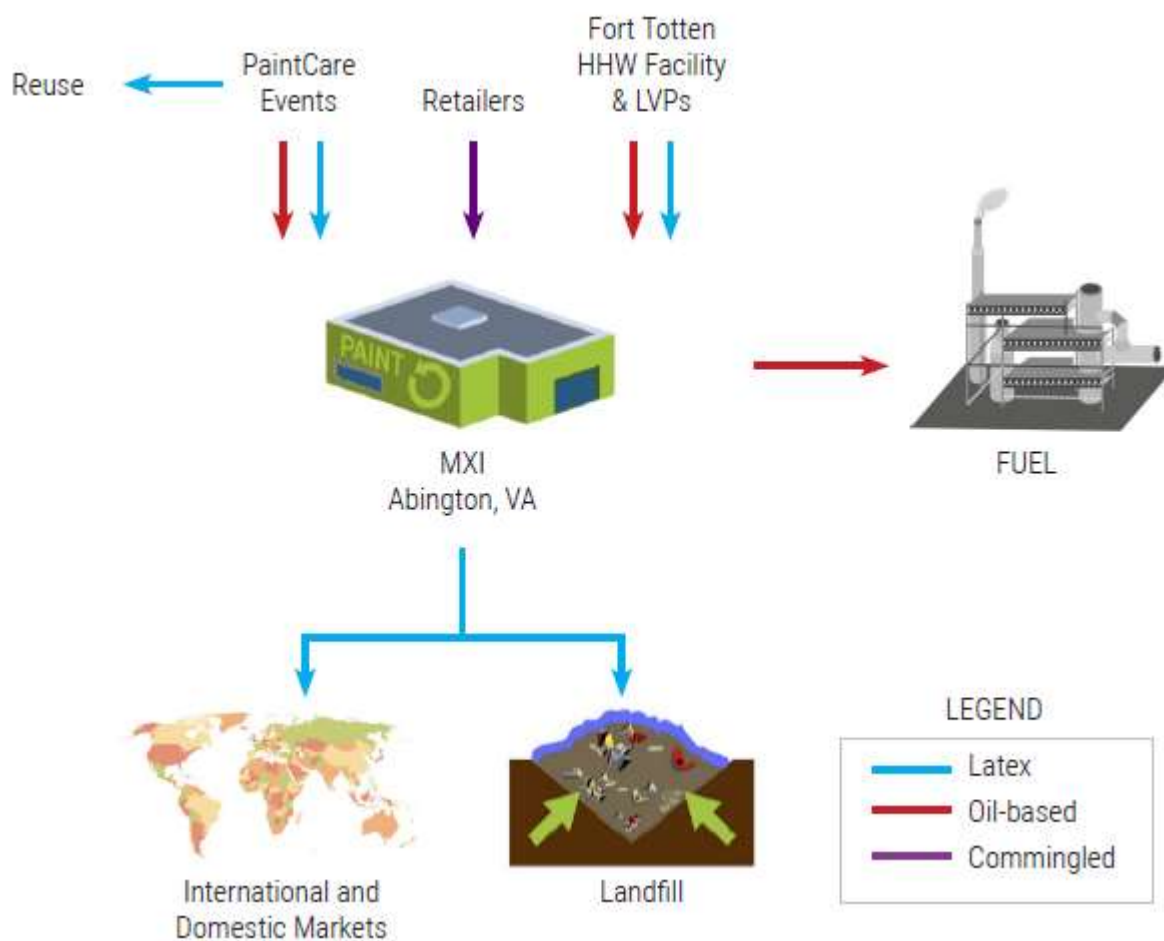 Reuse
PaintCare
Events
Retailers
Fort Totten
HHW Facility
& LVPs
PAINT
MXI
Abington, VA
FUEL
International and
Domestic Markets
Landfill
LEGEND
Latex
Oil-based
Commingled